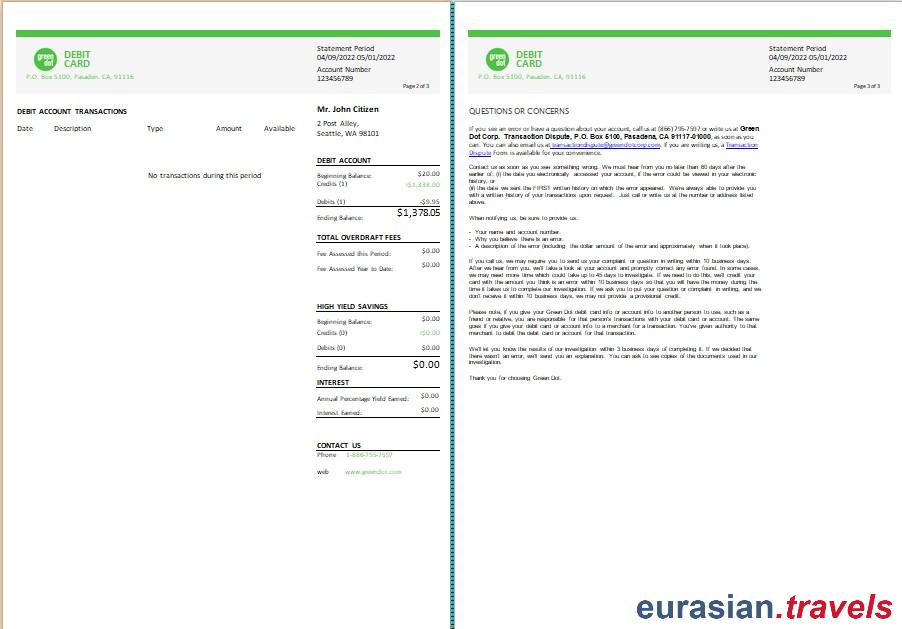 green dot
DEBIT CARD
P.O. Box 5100, Pasaden. CA, 91116
Statement Period
04/09/2022-05/01/2022
Account Number
123456789
Page 2 of 3
DEBIT ACCOUNT TRANSACTIONS
Date Description Type Amount Available
No transactions during this period
Mr. John Citizen
2 Post Alley,
Seattle, WA 98101
DEBIT ACCOUNT
Beginning Balance: $20.00
Credits (1) +$1,338.00
Debits (1) -$9.95
Ending Balance: $1,378.05
TOTAL OVERDRAFT FEES
Fee Assessed this Period: $0.00
Fee Assessed Year to Date: $0.00
HIGH YIELD SAVINGS
Beginning Balance: $0.00
Credits (0) +$0.00
Debits (0) $0.00
Ending Balance: $0.00
INTEREST
Annual Percentage Yield Earned: $0.00
Interest Earned: $0.00
CONTACT US
Phone 1-886-755-7557
web www.greendot.com
green dot
DEBIT CARD
P.O. Box 5100, Pasaden. CA, 91116
Statement Period
04/09/2022-05/01/2022
Account Number
123456789
Page 3 of 3
QUESTIONS OR CONCERNS
If you see an error or have a question about your account, call us at (866) 795-7597 or write us at Green
Dot Corp. Transaction Dispute, P.O. Box 5100, Pasadena, CA 91117-01000, as soon as you
can. You can also email us at transactiondispute@greendotcorp.com. If you are writing us, a Transaction
Dispute Form is available for your convenience.
Contact us as soon as you see something wrong. We must hear from you no later than 60 days after the
earlier of: (i) the date you electronically accessed your account, if the error could be viewed in your electronic
history, or
(ii) the date we sent the FIRST written history on which the error appeared. We're always able to provide you
with a written history of your transactions upon request. Just call or write us at the number or address listed
above.
When notifying us, be sure to provide us:
- Your name and account number.
- Why you believe there is an error.
- A description of the error (including the dollar amount of the error and approximately when it took place).
If you call us, we may require you to send us your complaint or question in writing within 10 business days.
After we hear from you, we'll take a look at your account and promptly correct any error found. In some cases,
we may need more time which could take up to 45 days to investigate. If we need to do this, we'll credit your
card with the amount you think is an error within 10 business days so that you will have the money during the
time it takes us to complete our investigation. If we ask you to put your question or complaint in writing, and we
don't receive it within 10 business days, we may not provide a provisional credit.
Please note, if you give your Green Dot debit card info or account info to another person to use, such as a
friend or relative, you are responsible for that person's transactions with your debit card or account. The same
goes if you give your debit card or account info to a merchant for a transaction. You've given authority to that
merchant to debit the debit card or account for that transaction.
We'll let you know the results of our investigation within 3 business days of completing it. If we decided that
there wasn't an error, we'll send you an explanation. You can ask to see copies of the documents used in our
investigation.
Thank you for choosing Green Dot.
eurasian.travels